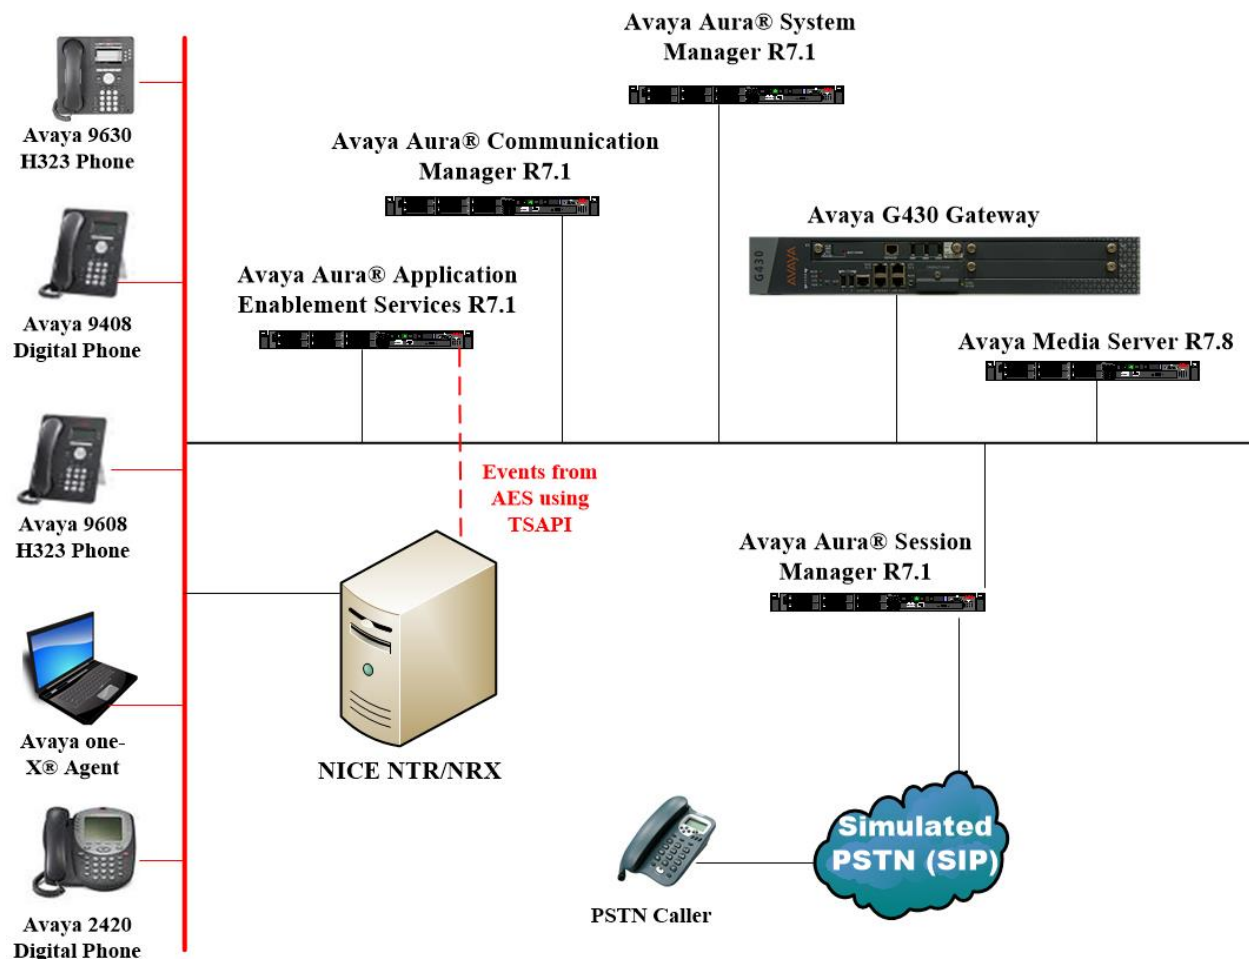 Avaya Aura® System
Manager R7.1
Avaya 9630
H323 Phone
Avaya Aura® Communication
Manager R7.1
Avaya G430 Gateway
G430
AVAYA
Avaya Aura® Application
Enablement Services R7.1
Avaya 9408
Digital Phone
Avaya Media Server R7.8
Events from
AES using
TSAPI
Avaya 9608
H323 Phone
Avaya Aura® Session
Manager R7.1
Avaya one-
X® Agent
NICE NTR/NRX
Simulated
PSTN (SIP)
PSTN Caller
Avaya 2420
Digital Phone